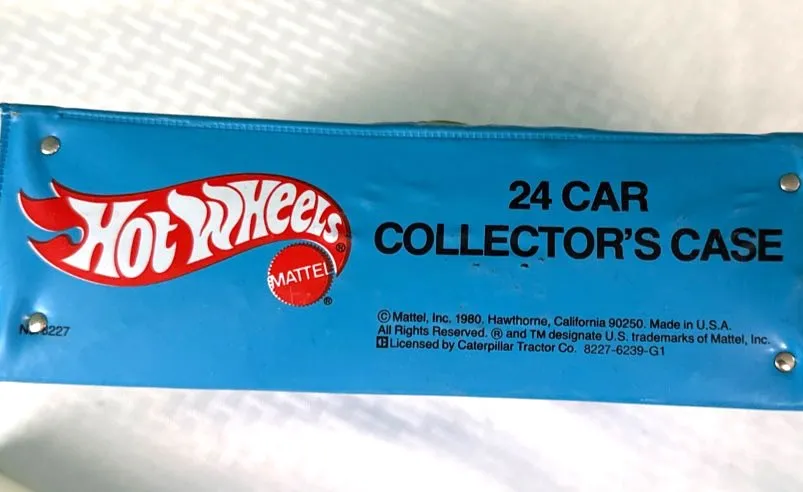 HOT WHEELS ®
MATTEL ®
24 CAR
COLLECTOR'S CASE
© Mattel, Inc. 1980, Hawthorne, California 90250. Made in U.S.A.
All Rights Reserved. ® and TM designate U.S. trademarks of Mattel, Inc.
Licensed by Caterpillar Tractor Co. 8227-6239-G1
8227